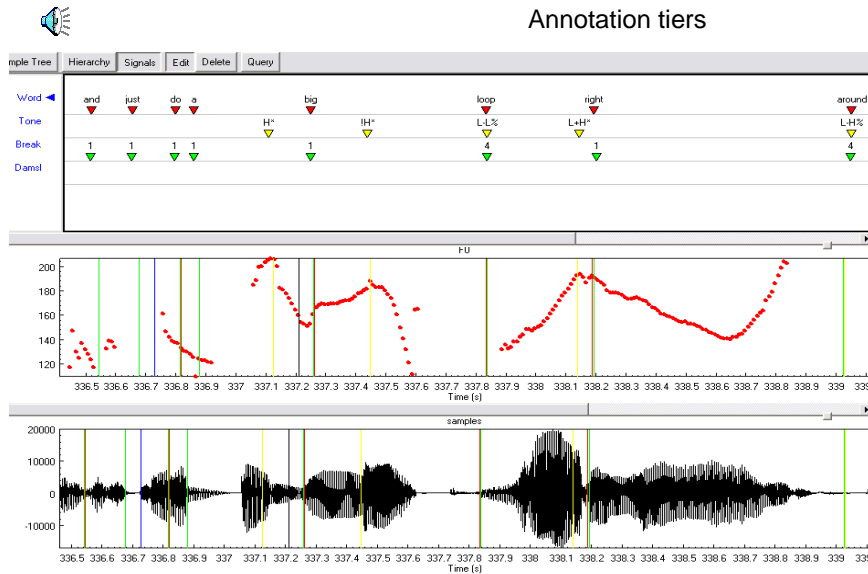 Annotation tiers
mple Tree Hierarchy Signals Edit Delete Query
Word and just do a big loop right around
Tone H* !H* L-L% L+H* L-H%
Break 1 1 1 1 1 4 1 4
Damsl
F0
200
180
160
140
120
336.5 336.6 336.7 336.8 336.9 337 337.1 337.2 337.3 337.4 337.5 337.6 337.7 337.8 337.9 338 338.1 338.2 338.3 338.4 338.5 338.6 338.7 338.8 338.9 339 339
Time (s)
samples
20000
10000
0
-10000
336.5 336.6 336.7 336.8 336.9 337 337.1 337.2 337.3 337.4 337.5 337.6 337.7 337.8 337.9 338 338.1 338.2 338.3 338.4 338.5 338.6 338.7 338.8 338.9 339 339
Time (s)